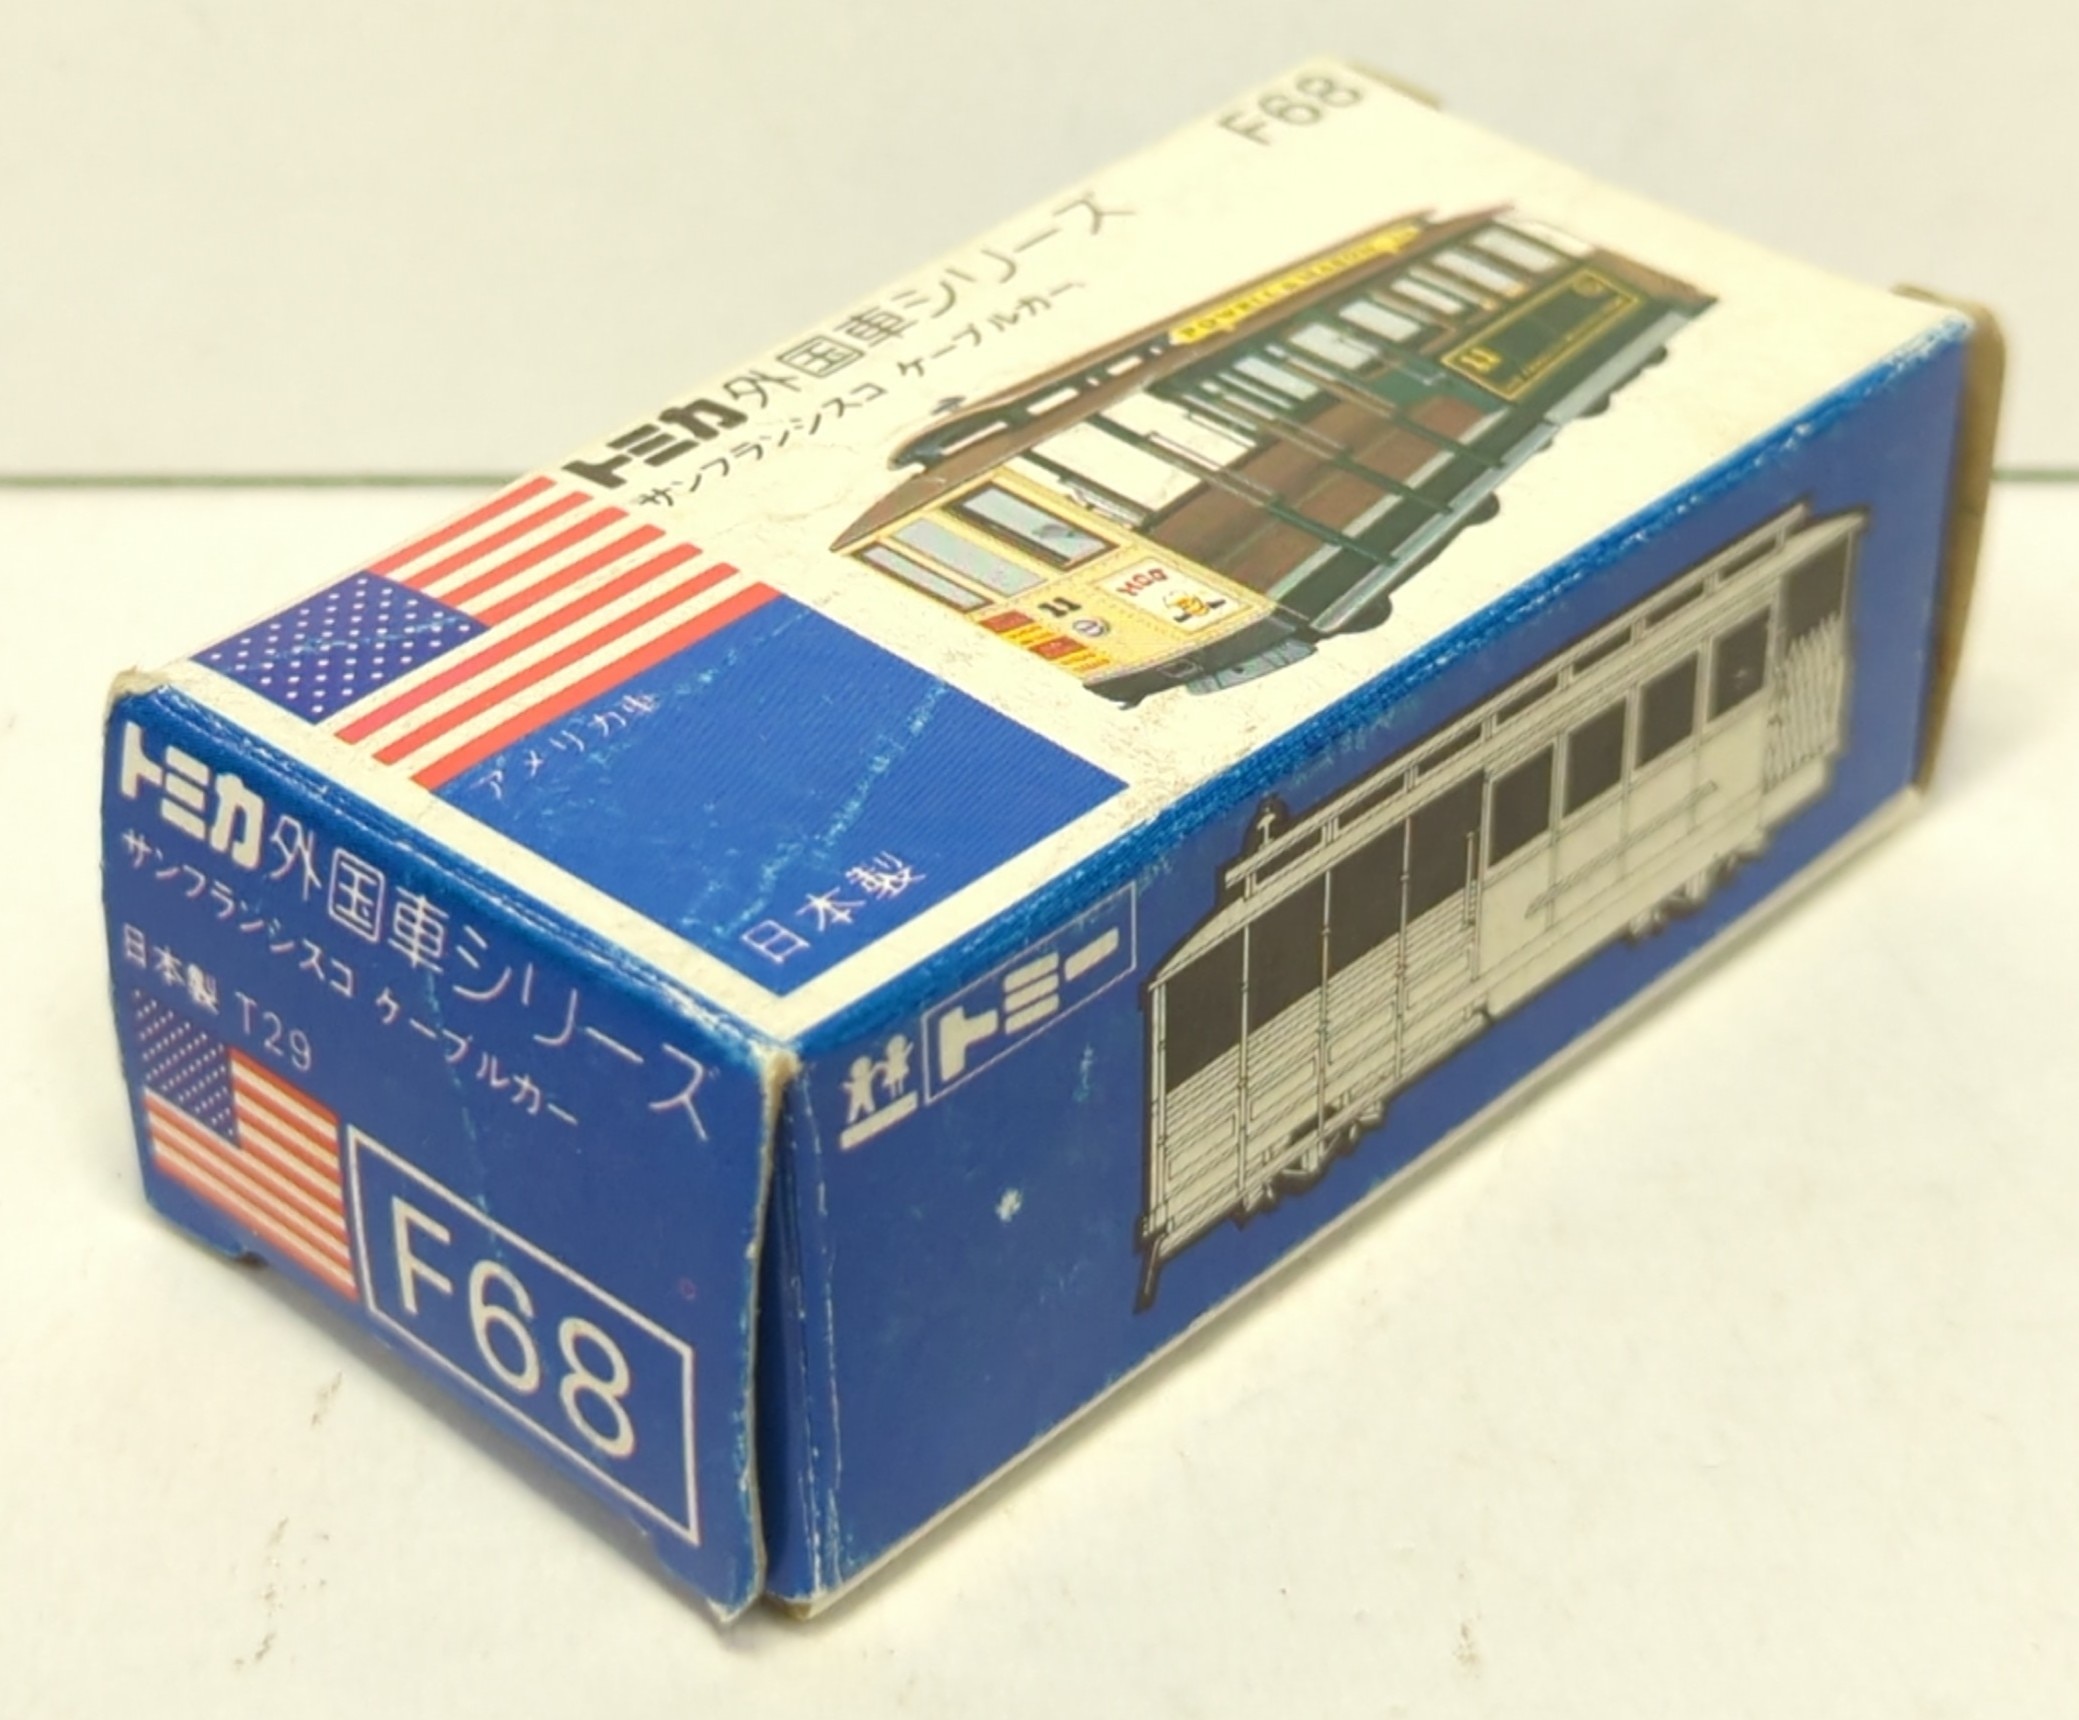 F68
トミカ外国車シリーズ
サンフランシスコ ケーブルカー
11
11
アメリカ車
日本製
トミカ外国車シリーズ
サンフランシスコ ケーブルカー
日本製 T29
F68
トミー